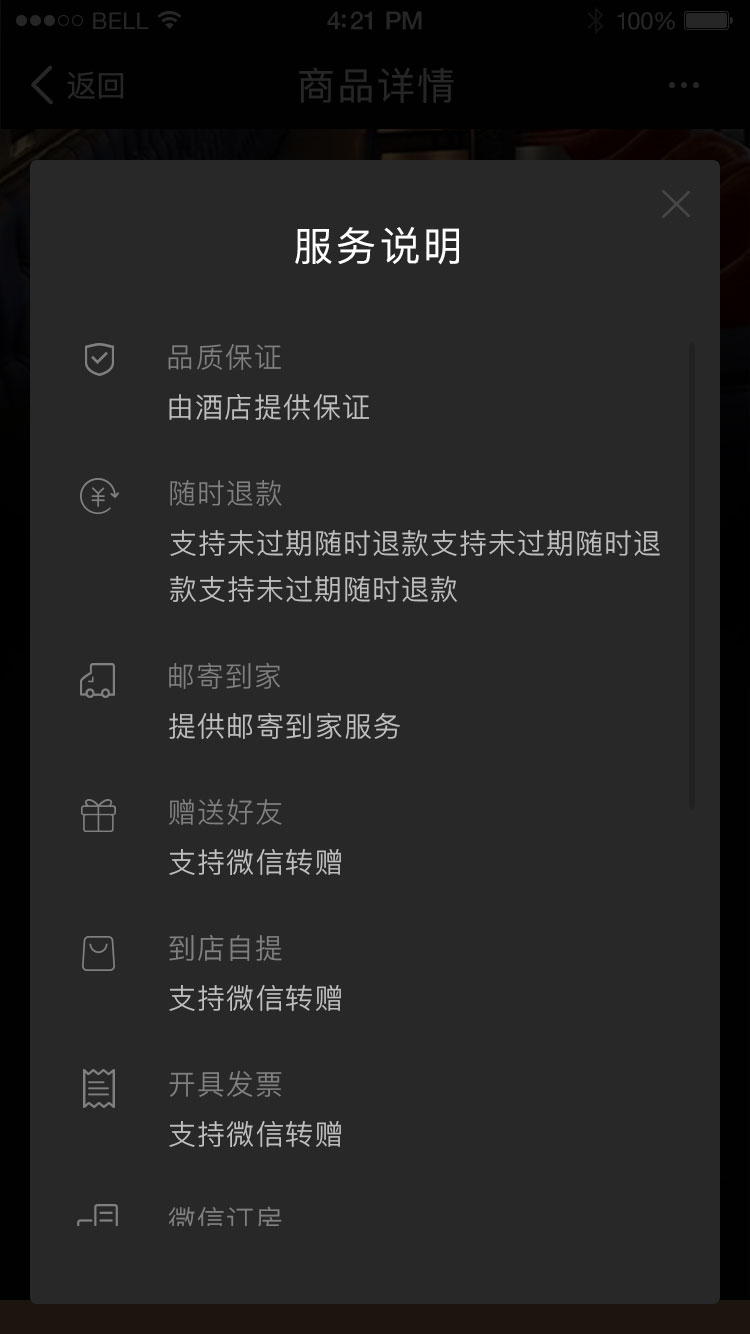 BELL 4:21 PM 100%
返回 商品详情
服务说明
品质保证
由酒店提供保证
随时退款
支持未过期随时退款支持未过期随时退
款支持未过期随时退款
邮寄到家
提供邮寄到家服务
赠送好友
支持微信转赠
到店自提
支持微信转赠
开具发票
支持微信转赠
微信订房